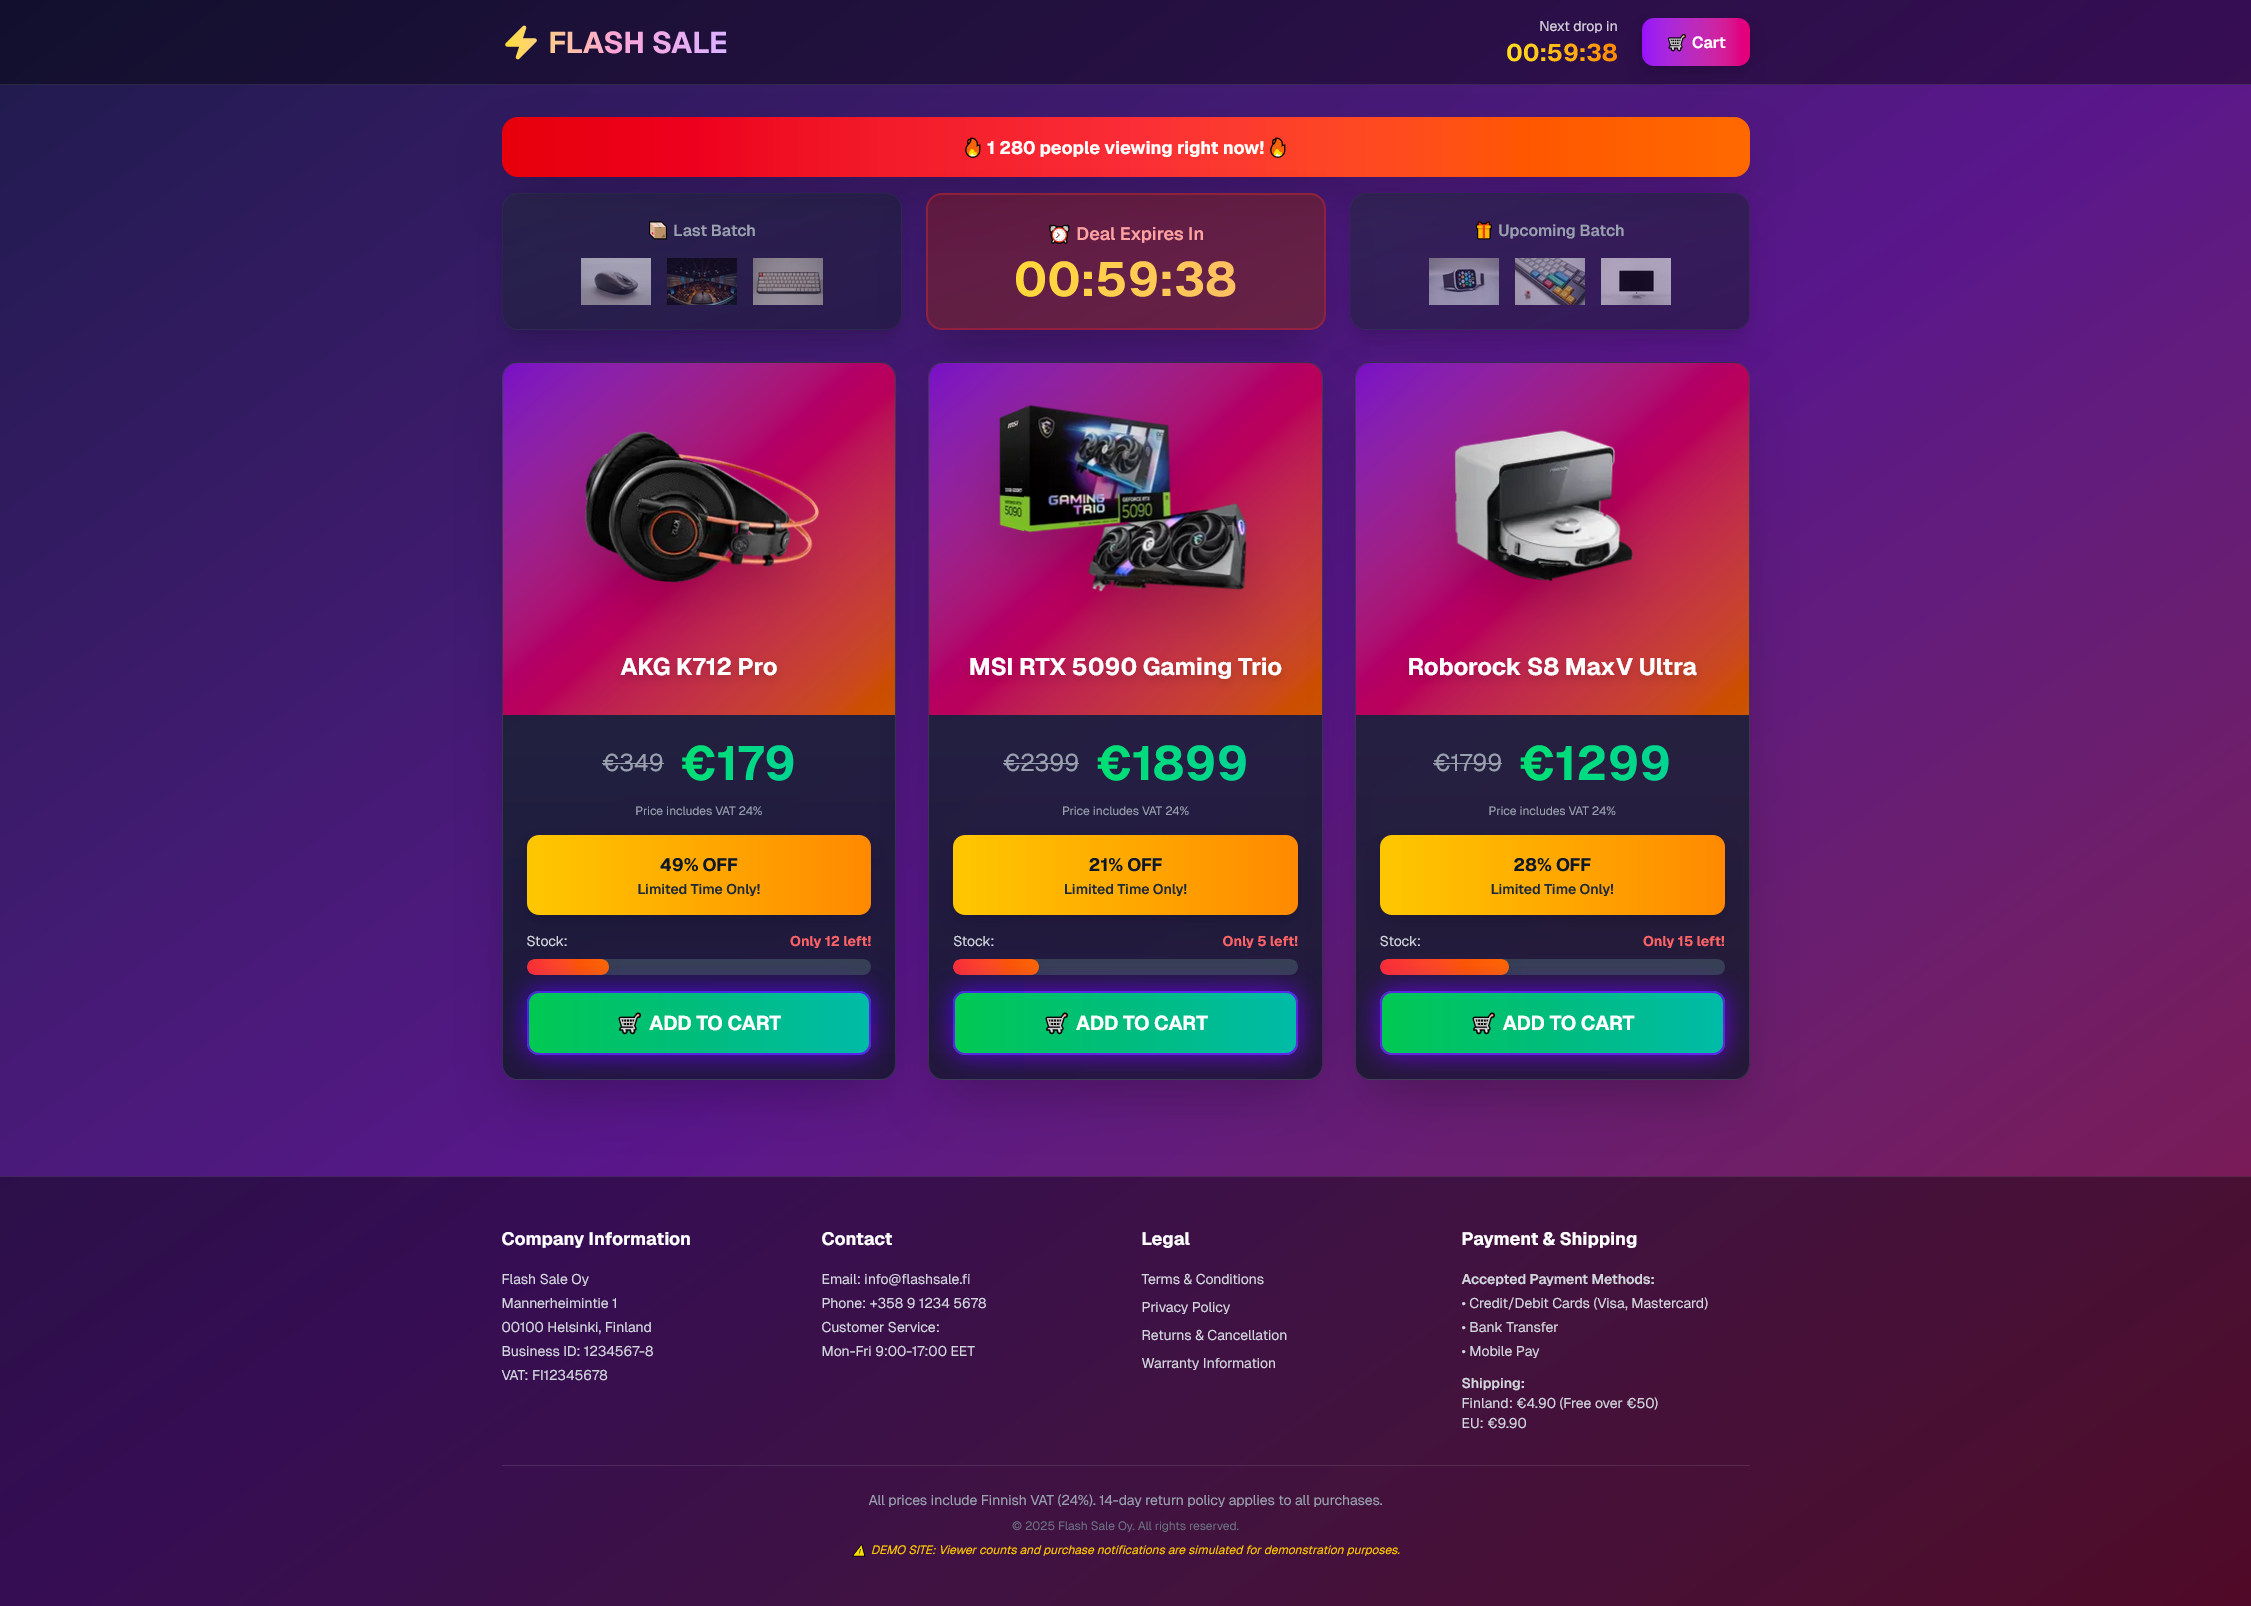 ⚡ FLASH SALE
Next drop in
00:59:38
🛒 Cart
🔥 1 280 people viewing right now! 🔥
📦 Last Batch
⏰ Deal Expires In
00:59:38
🎁 Upcoming Batch
K712
AKG K712 Pro
msi
GAMING
TRIO
GEFORCE RTX
5090
5090
MSI RTX 5090 Gaming Trio
Roborock S8 MaxV Ultra
€349 €179
Price includes VAT 24%
49% OFF
Limited Time Only!
Stock: Only 12 left!
🛒 ADD TO CART
€2399 €1899
Price includes VAT 24%
21% OFF
Limited Time Only!
Stock: Only 5 left!
🛒 ADD TO CART
€1799 €1299
Price includes VAT 24%
28% OFF
Limited Time Only!
Stock: Only 15 left!
🛒 ADD TO CART
Company Information
Flash Sale Oy
Mannerheimintie 1
00100 Helsinki, Finland
Business ID: 1234567-8
VAT: FI12345678
Contact
Email: info@flashsale.fi
Phone: +358 9 1234 5678
Customer Service:
Mon-Fri 9:00-17:00 EET
Legal
Terms & Conditions
Privacy Policy
Returns & Cancellation
Warranty Information
Payment & Shipping
Accepted Payment Methods:
• Credit/Debit Cards (Visa, Mastercard)
• Bank Transfer
• Mobile Pay
Shipping:
Finland: €4.90 (Free over €50)
EU: €9.90
All prices include Finnish VAT (24%). 14-day return policy applies to all purchases.
© 2025 Flash Sale Oy. All rights reserved.
⚠️ DEMO SITE: Viewer counts and purchase notifications are simulated for demonstration purposes.